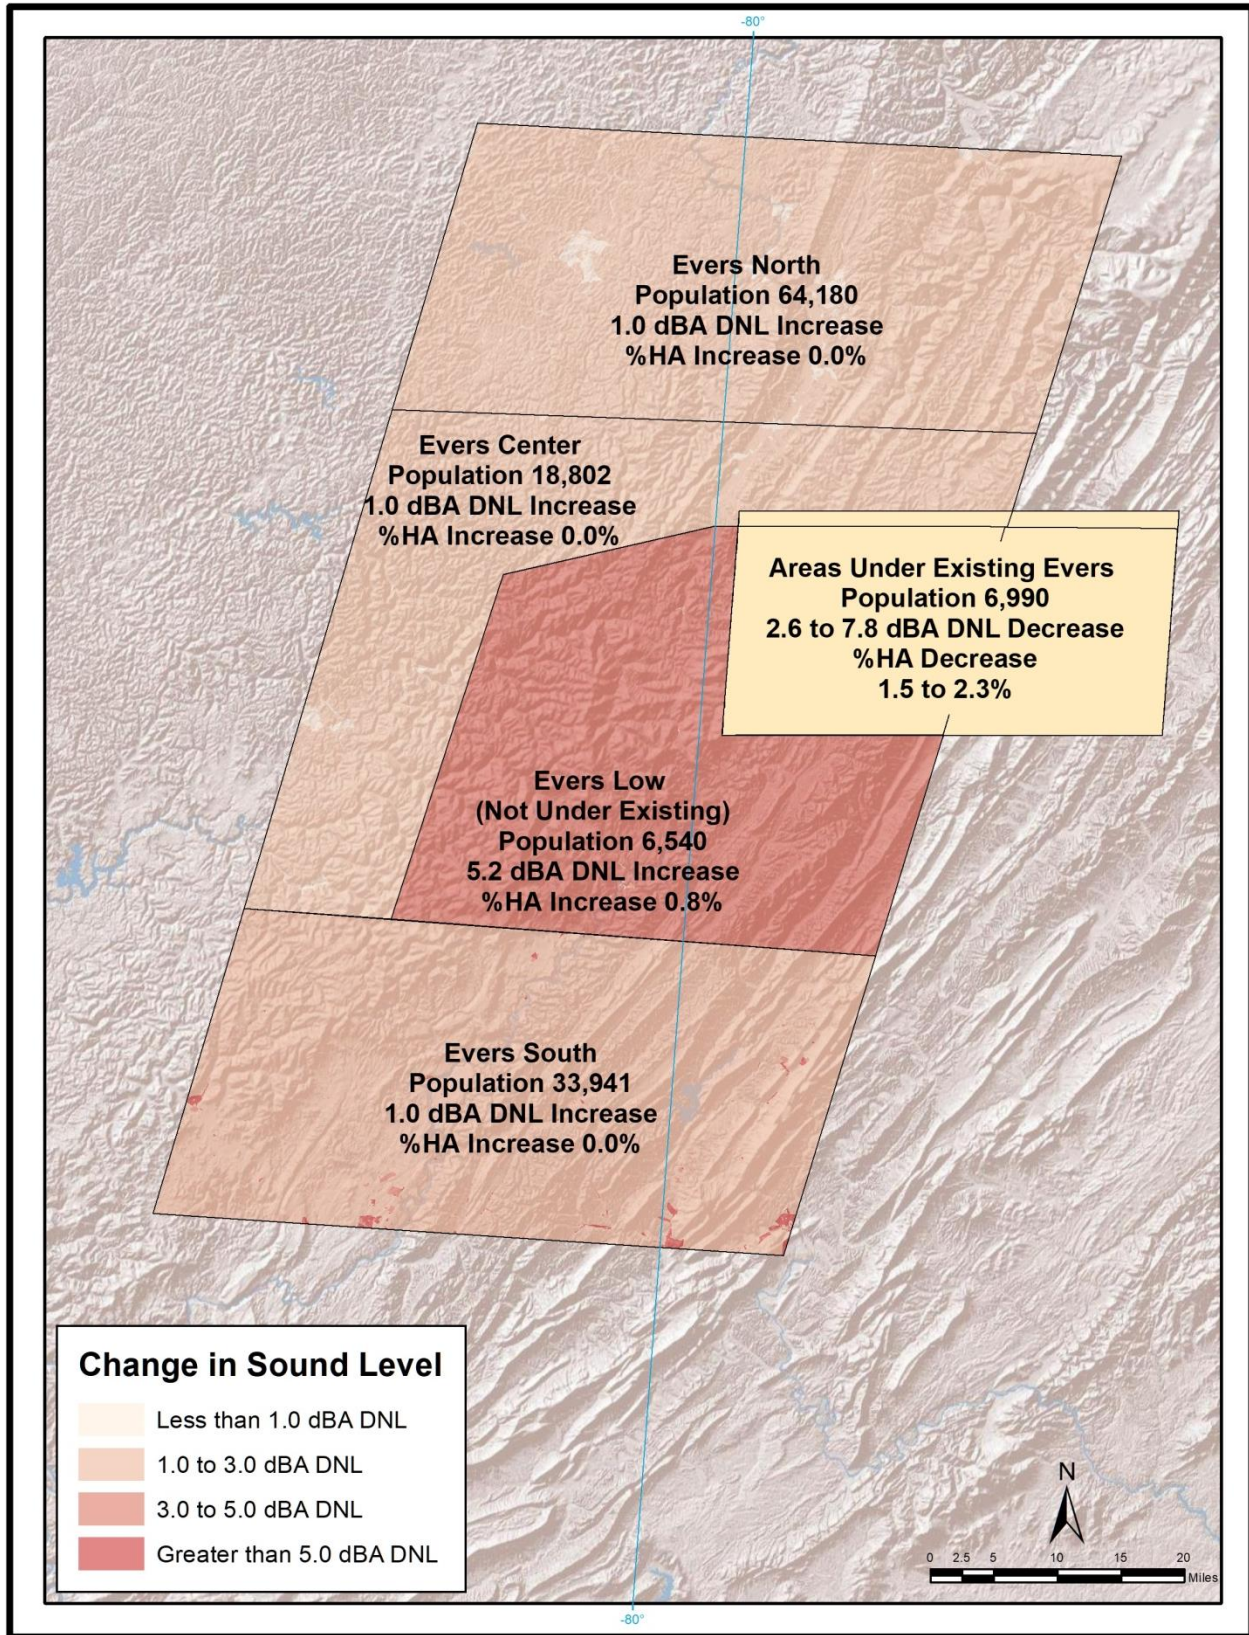 -80°
Evers North
Population 64,180
1.0 dBA DNL Increase
%HA Increase 0.0%
Evers Center
Population 18,802
1.0 dBA DNL Increase
%HA Increase 0.0%
Areas Under Existing Evers
Population 6,990
2.6 to 7.8 dBA DNL Decrease
%HA Decrease
1.5 to 2.3%
Evers Low
(Not Under Existing)
Population 6,540
5.2 dBA DNL Increase
%HA Increase 0.8%
Evers South
Population 33,941
1.0 dBA DNL Increase
%HA Increase 0.0%
Change in Sound Level
Less than 1.0 dBA DNL
1.0 to 3.0 dBA DNL
3.0 to 5.0 dBA DNL
Greater than 5.0 dBA DNL
N
0 2.5 5 10 15 20
Miles
-80°